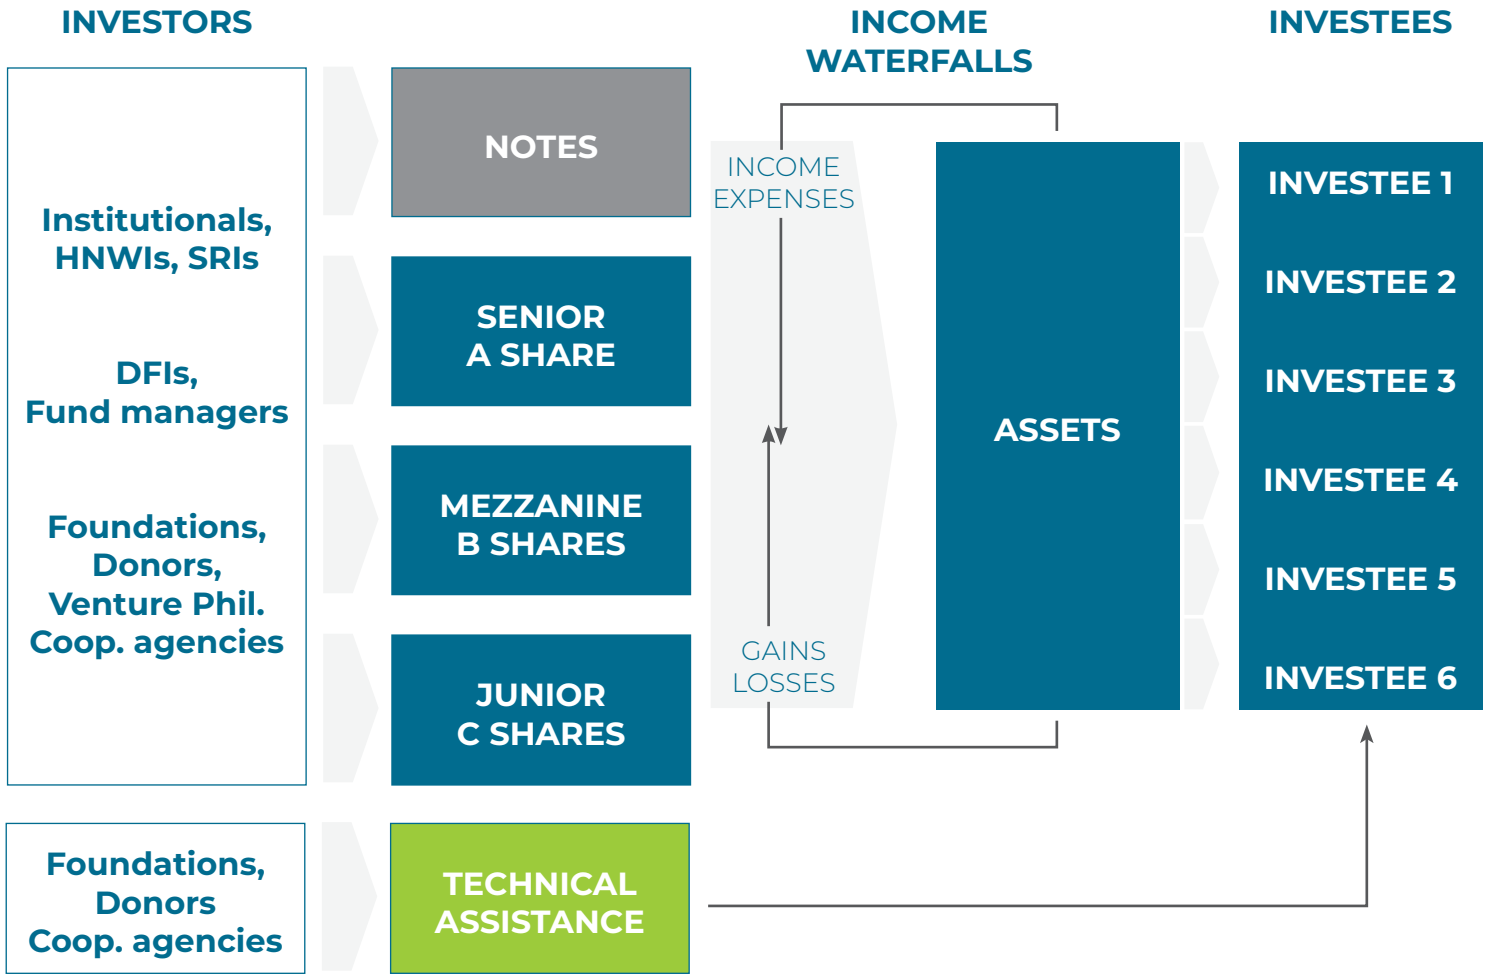 INVESTORS
Institutionals,
HNWIs, SRIs
DFIs,
Fund managers
Foundations,
Donors,
Venture Phil.
Coop. agencies
Foundations,
Donors
Coop. agencies
NOTES
SENIOR
A SHARE
MEZZANINE
B SHARES
JUNIOR
C SHARES
TECHNICAL
ASSISTANCE
INCOME
WATERFALLS
INCOME
EXPENSES
GAINS
LOSSES
ASSETS
INVESTEES
INVESTEE 1
INVESTEE 2
INVESTEE 3
INVESTEE 4
INVESTEE 5
INVESTEE 6